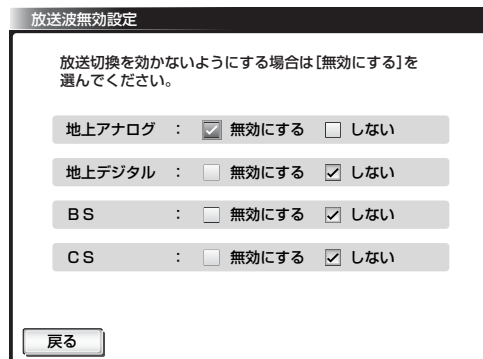 放送波無効設定
放送切換を効かないようにする場合は[無効にする]を
選んでください。
地上アナログ : 無効にする しない
地上デジタル : 無効にする しない
BS : 無効にする しない
CS : 無効にする しない
戻る